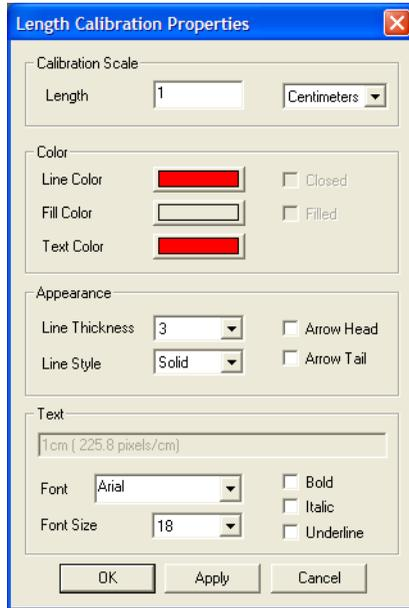 Length Calibration Properties
Calibration Scale
Length 1 Centimeters
Color
Line Color Closed
Fill Color Filled
Text Color
Appearance
Line Thickness 3 Arrow Head
Line Style Solid Arrow Tail
Text
1cm ( 225.8 pixels/cm)
Font Arial Bold
Italic
Font Size 18 Underline
OK Apply Cancel